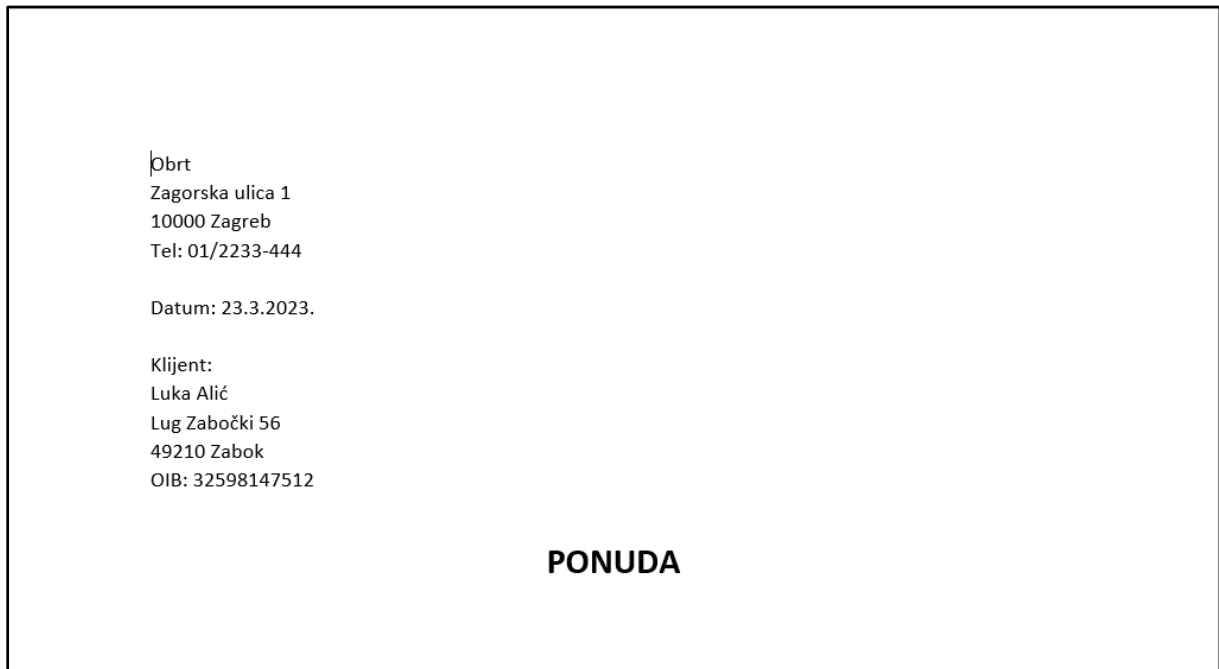 Obrt
Zagorska ulica 1
10000 Zagreb
Tel: 01/2233-444
Datum: 23.3.2023.
Klijent:
Luka Alić
Lug Zabočki 56
49210 Zabok
OIB: 32598147512
PONUDA